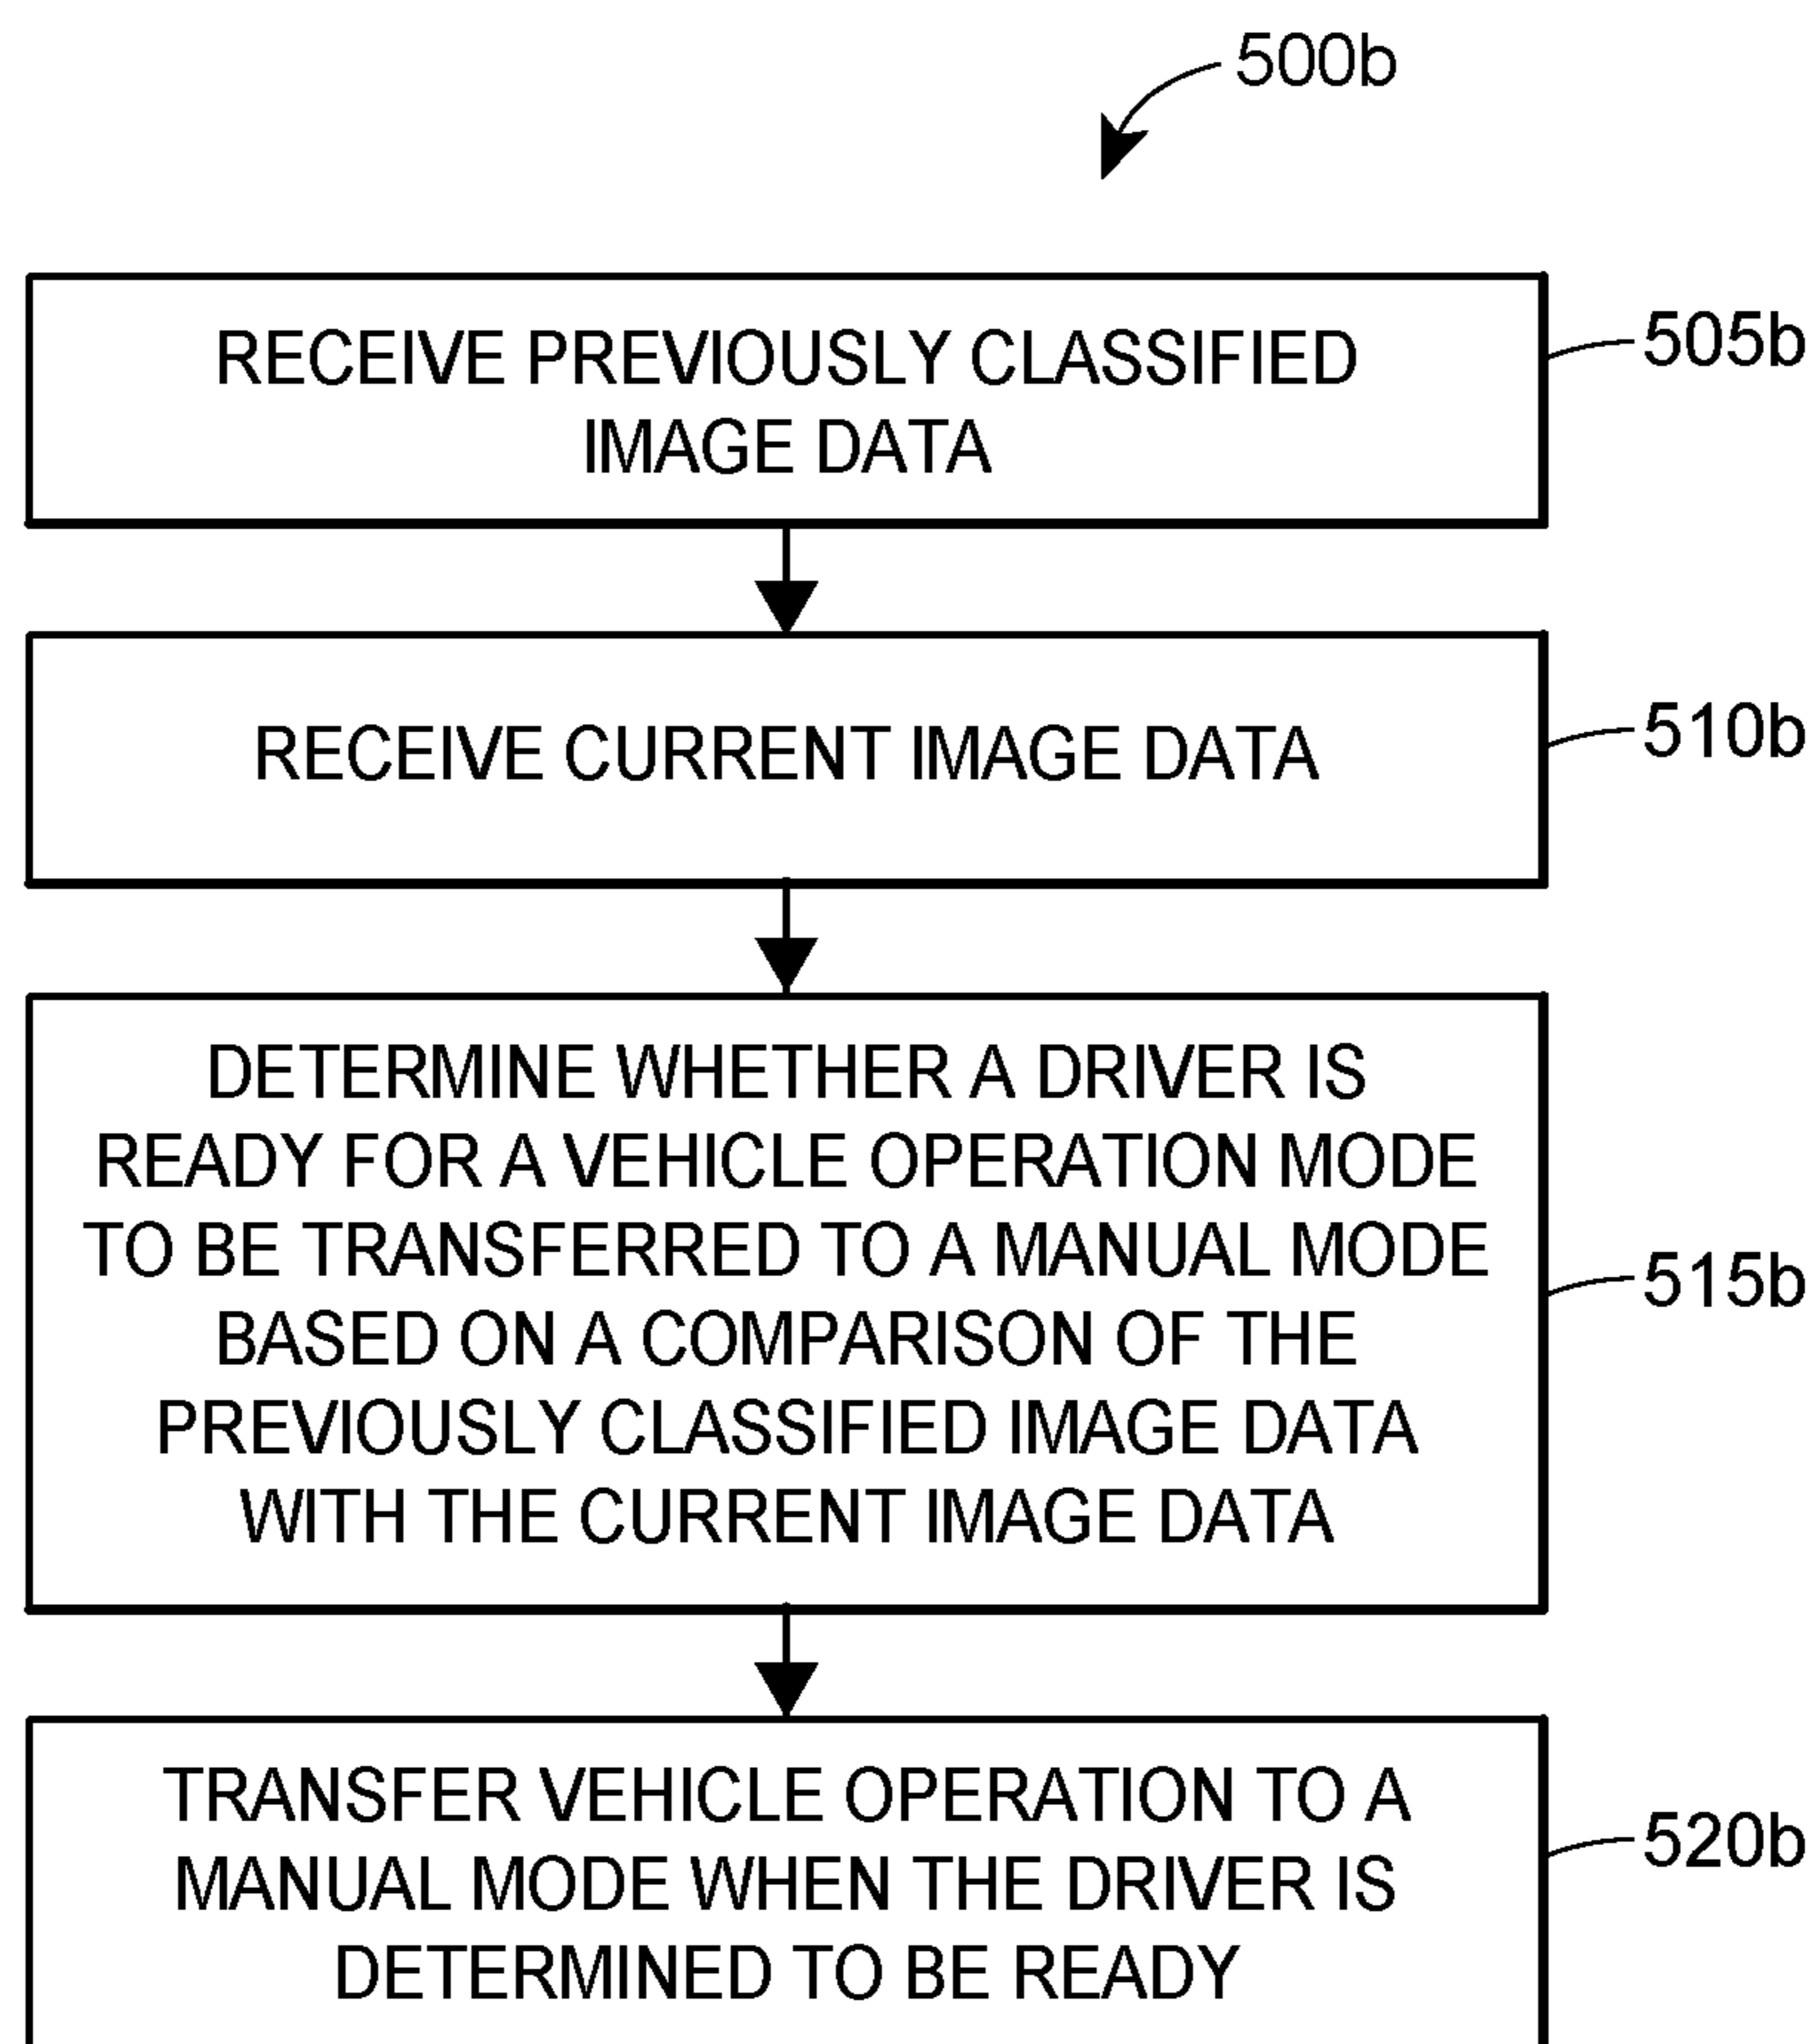 500b
RECEIVE PREVIOUSLY CLASSIFIED
IMAGE DATA
505b
RECEIVE CURRENT IMAGE DATA
510b
DETERMINE WHETHER A DRIVER IS
READY FOR A VEHICLE OPERATION MODE
TO BE TRANSFERRED TO A MANUAL MODE
BASED ON A COMPARISON OF THE
PREVIOUSLY CLASSIFIED IMAGE DATA
WITH THE CURRENT IMAGE DATA
515b
TRANSFER VEHICLE OPERATION TO A
MANUAL MODE WHEN THE DRIVER IS
DETERMINED TO BE READY
520b